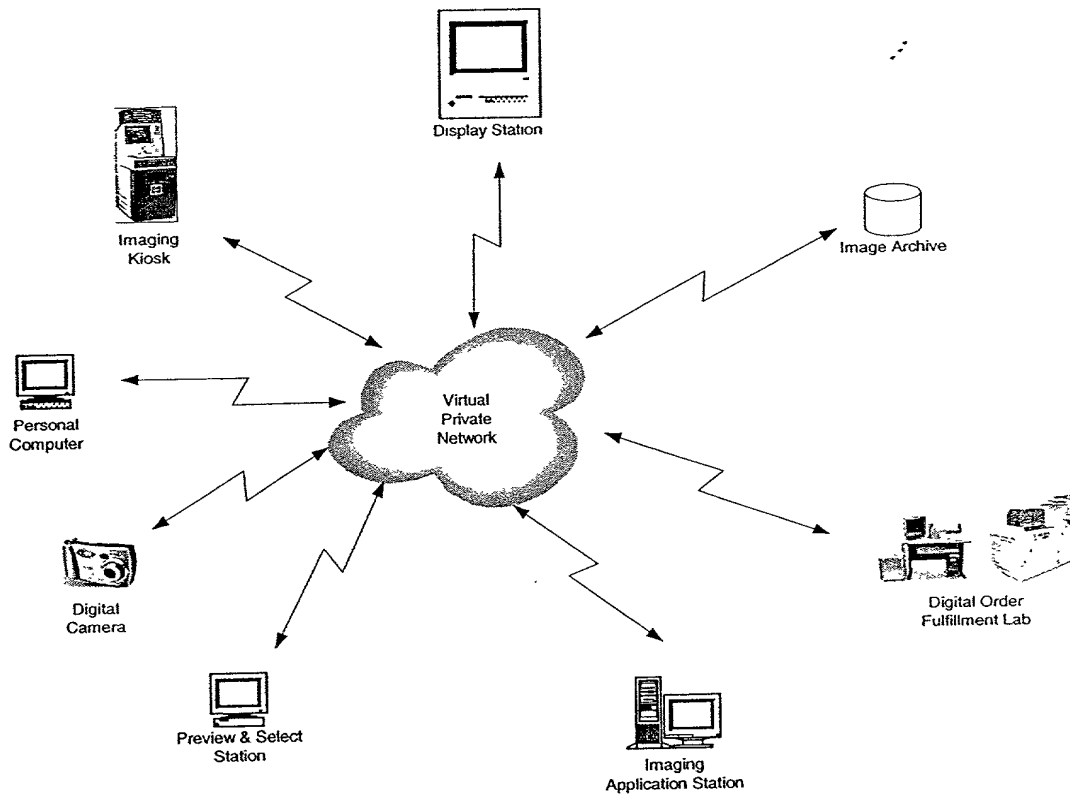 Display Station
Imaging
Kiosk
Image Archive
Personal
Computer
Virtual
Private
Network
Digital
Camera
Digital Order
Fulfillment Lab
Preview & Select
Station
Imaging
Application Station